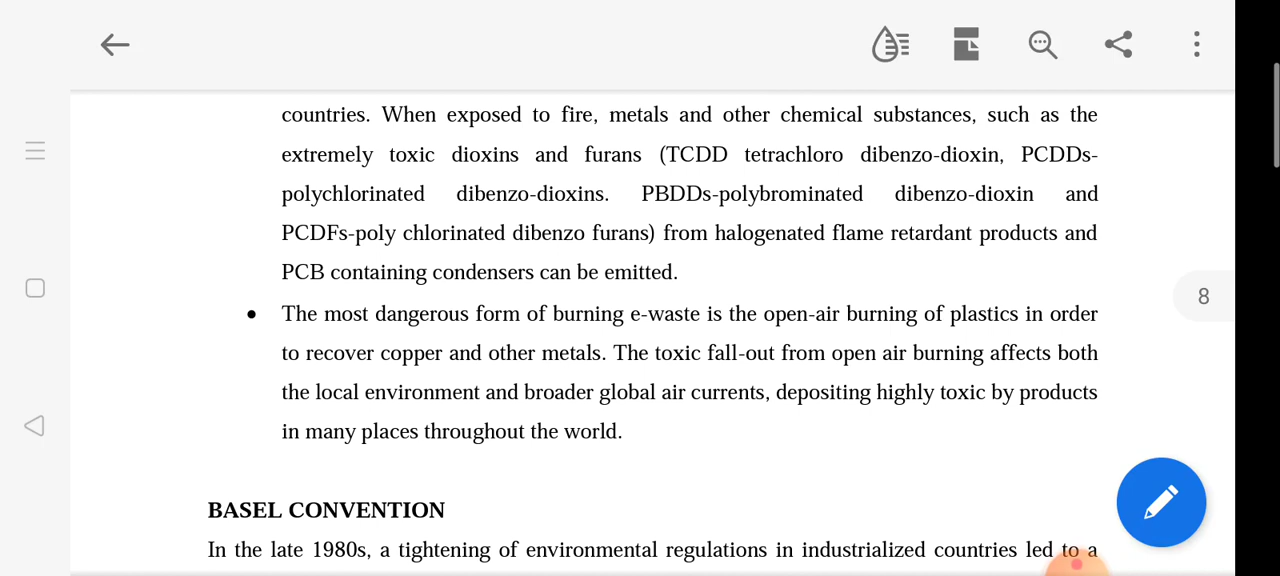 countries. When exposed to fire, metals and other chemical substances, such as the
extremely toxic dioxins and furans (TCDD tetrachloro dibenzo-dioxin, PCDDs-
polychlorinated dibenzo-dioxins. PBDDs-polybrominated dibenzo-dioxin and
PCDFs-poly chlorinated dibenzo furans) from halogenated flame retardant products and
PCB containing condensers can be emitted.
8
• The most dangerous form of burning e-waste is the open-air burning of plastics in order
to recover copper and other metals. The toxic fall-out from open air burning affects both
the local environment and broader global air currents, depositing highly toxic by products
in many places throughout the world.
BASEL CONVENTION
In the late 1980s, a tightening of environmental regulations in industrialized countries led to a